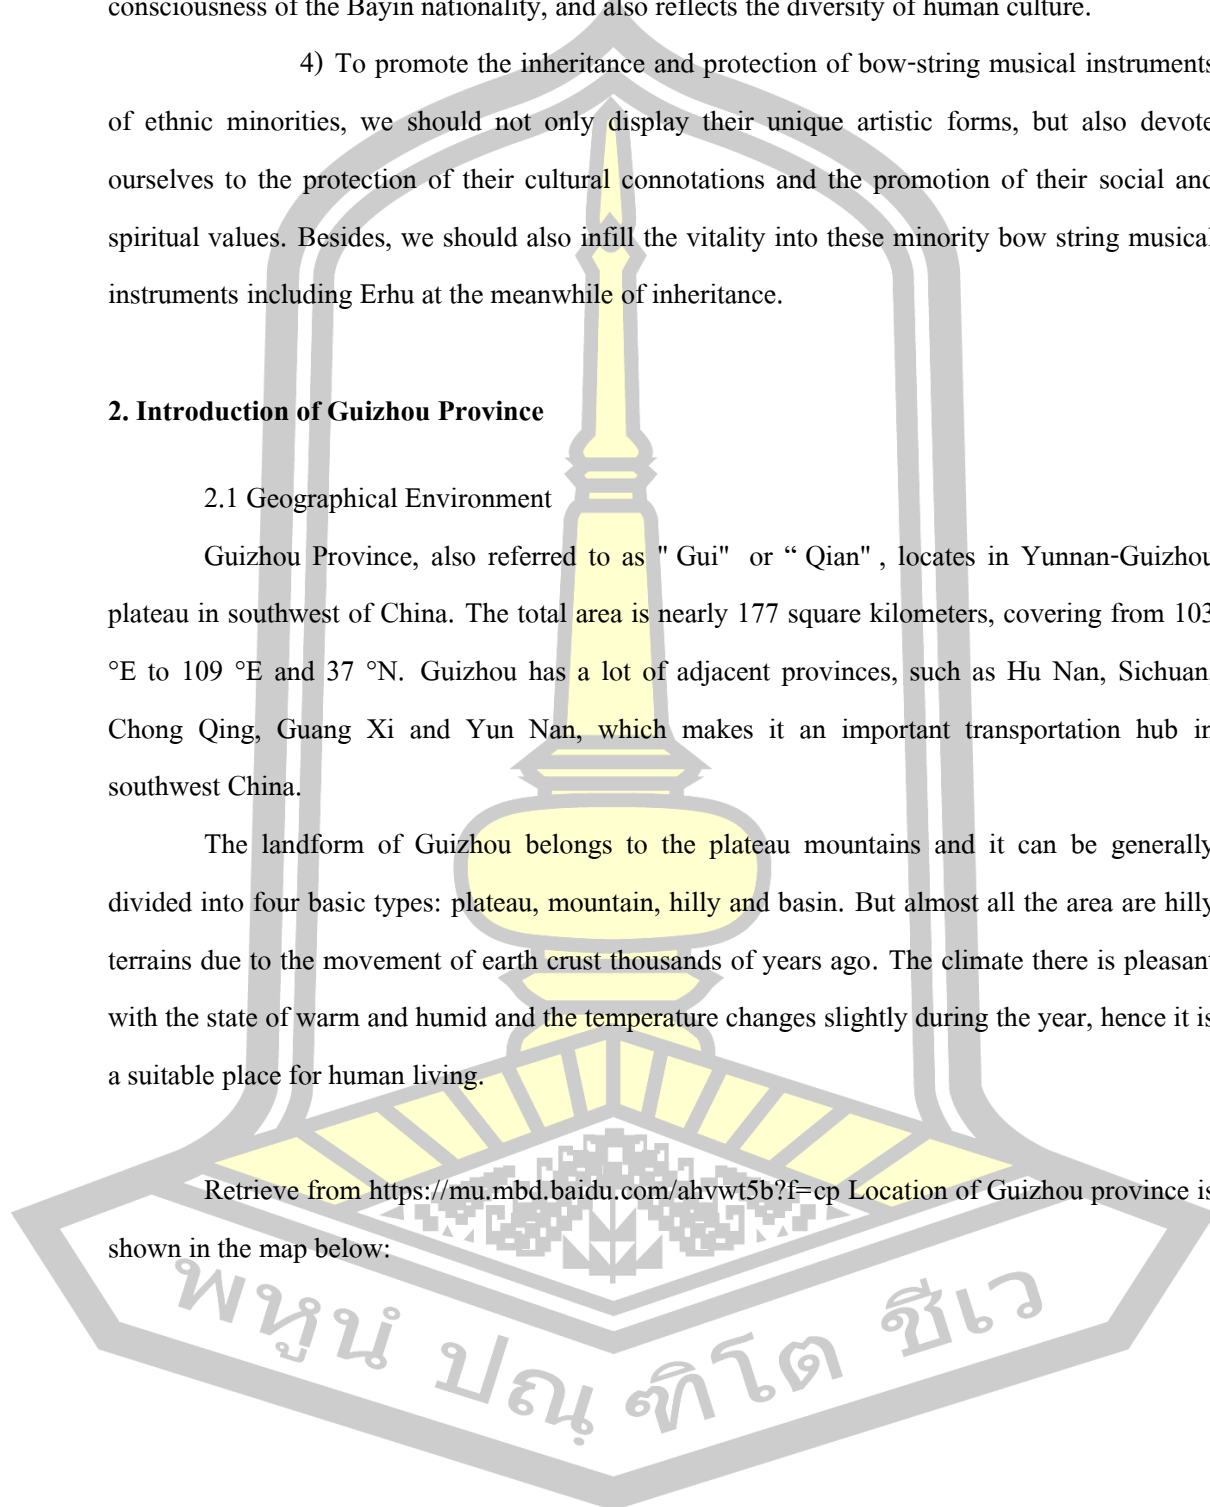 consciousness of the Bayin nationality, and also reflects the diversity of human culture.
4) To promote the inheritance and protection of bow-string musical instruments
of ethnic minorities, we should not only display their unique artistic forms, but also devote
ourselves to the protection of their cultural connotations and the promotion of their social and
spiritual values. Besides, we should also infill the vitality into these minority bow string musical
instruments including Erhu at the meanwhile of inheritance.
2. Introduction of Guizhou Province
2.1 Geographical Environment
Guizhou Province, also referred to as " Gui" or “ Qian" , locates in Yunnan-Guizhou
plateau in southwest of China. The total area is nearly 177 square kilometers, covering from 103
°E to 109 °E and 37 °N. Guizhou has a lot of adjacent provinces, such as Hu Nan, Sichuan,
Chong Qing, Guang Xi and Yun Nan, which makes it an important transportation hub in
southwest China.
The landform of Guizhou belongs to the plateau mountains and it can be generally
divided into four basic types: plateau, mountain, hilly and basin. But almost all the area are hilly
terrains due to the movement of earth crust thousands of years ago. The climate there is pleasant
with the state of warm and humid and the temperature changes slightly during the year, hence it is
a suitable place for human living.
Retrieve from https://mu.mbd.baidu.com/ahvwt5b?f=cp Location of Guizhou province is
shown in the map below:
พหูนํ ปณฺฑิโต ชีเว